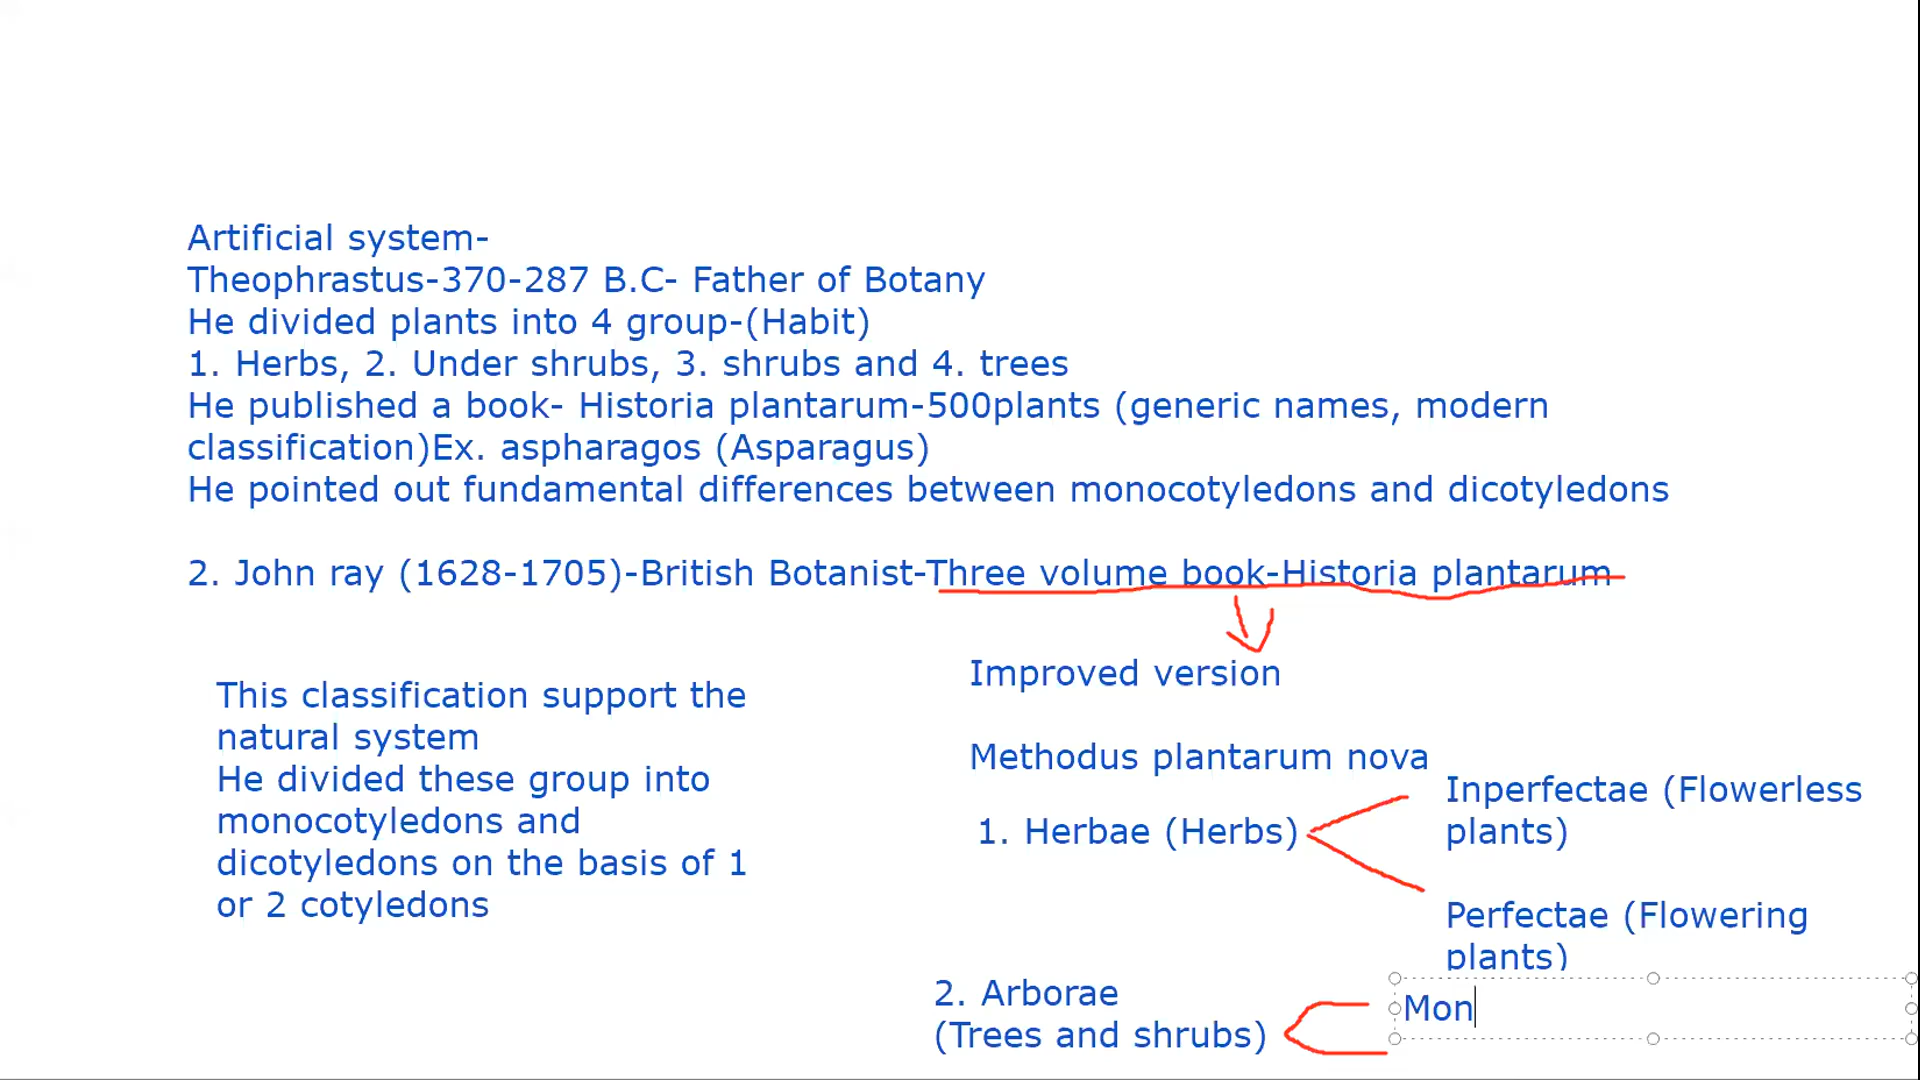 Artificial system-
Theophrastus-370-287 B.C- Father of Botany
He divided plants into 4 group-(Habit)
1. Herbs, 2. Under shrubs, 3. shrubs and 4. trees
He published a book- Historia plantarum-500plants (generic names, modern
classification)Ex. aspharagos (Asparagus)
He pointed out fundamental differences between monocotyledons and dicotyledons
2. John ray (1628-1705)-British Botanist-Three volume book-Historia plantarum
This classification support the
natural system
He divided these group into
monocotyledons and
dicotyledons on the basis of 1
or 2 cotyledons
Improved version
Methodus plantarum nova
1. Herbae (Herbs)
Inperfectae (Flowerless
plants)
Perfectae (Flowering
plants)
2. Arborae
(Trees and shrubs)
Mon